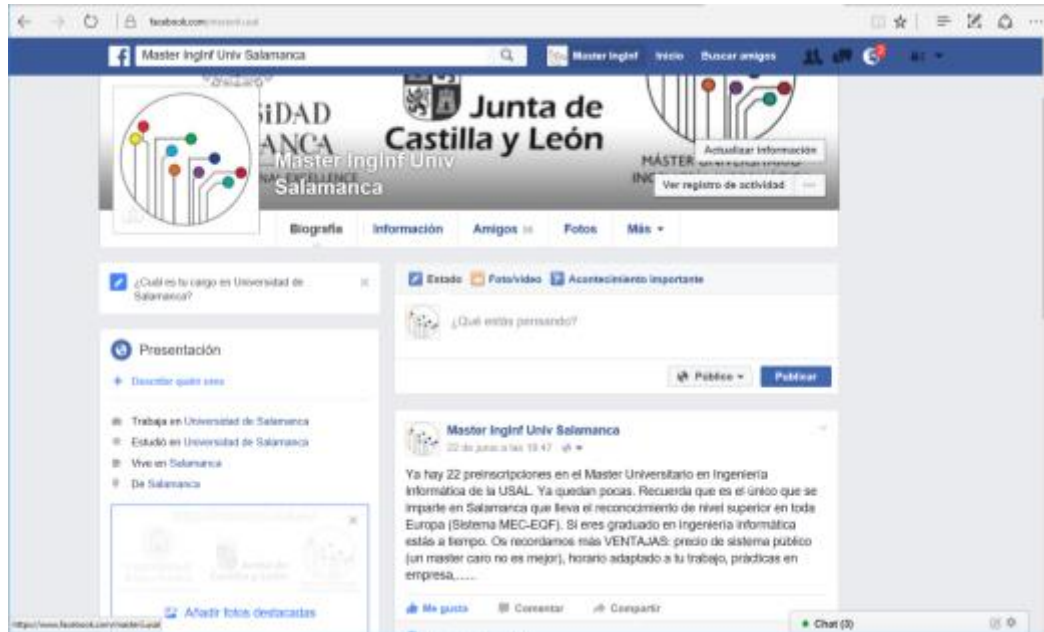 facebook.com
Master IngInf Univ Salamanca
Master IngInf
Inicio
Buscar amigos
Junta de
Castilla y León
Master IngInf Univ
Salamanca
MÁSTER
Actualizar información
Ver registro de actividad
Biografía
Información
Amigos
Fotos
Más
¿Cuál es tu cargo en Universidad de
Salamanca?
Presentación
Describe quién eres
Trabaja en Universidad de Salamanca
Estudió en Universidad de Salamanca
Vive en Salamanca
De Salamanca
Añadir fotos destacadas
Estado
Foto/vídeo
Acontecimiento importante
¿Qué estás pensando?
Público
Publicar
Master IngInf Univ Salamanca
22 de junio a las 18:47
Ya hay 22 preinscripciones en el Master Universitario en Ingeniería
Informática de la USAL. Ya quedan pocas. Recuerda que es el único que se
imparte en Salamanca que lleva el reconocimiento de nivel superior en toda
Europa (Sistema MEC-EQF). Si eres graduado en ingeniería informática
estás a tiempo. Os recordamos más VENTAJAS: precio de sistema público
(un master caro no es mejor), horario adaptado a tu trabajo, prácticas en
empresa,......
Me gusta
Comentar
Compartir
Chat (3)